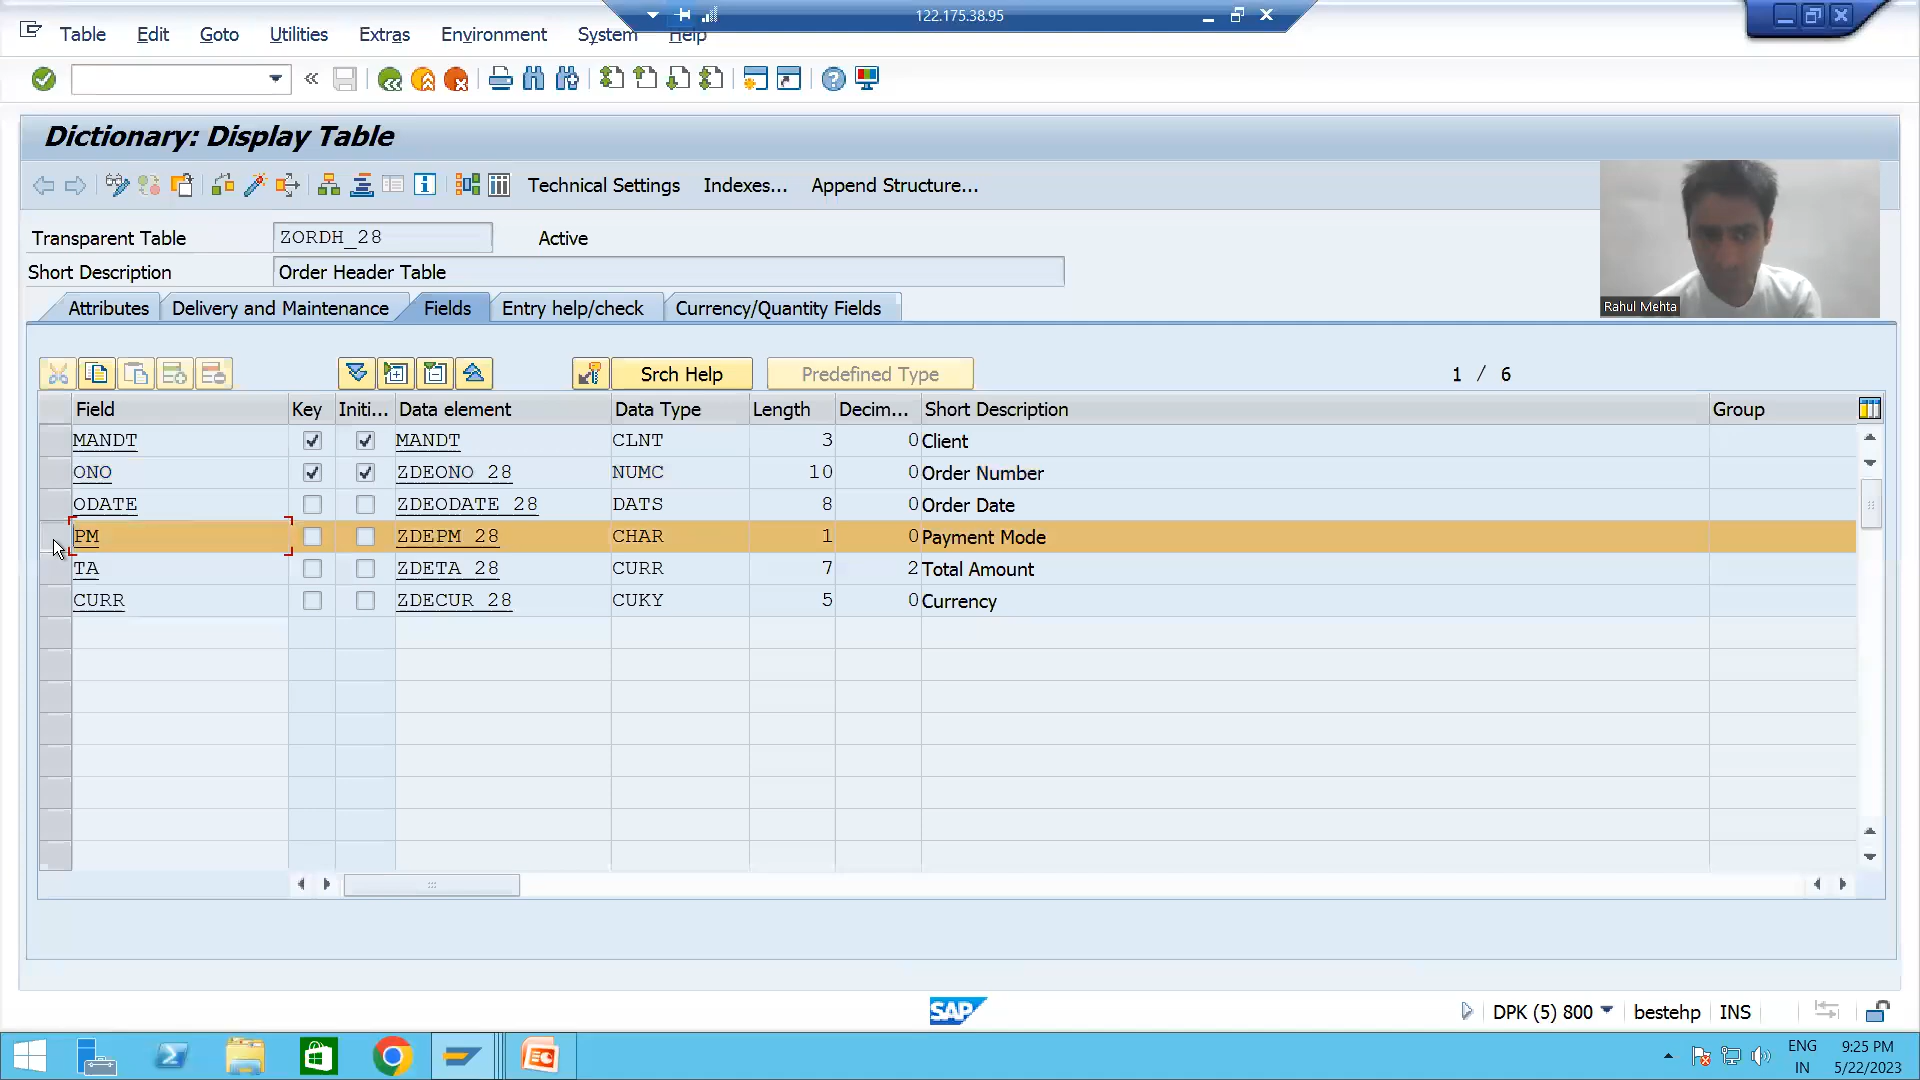 122.175.38.95
Table Edit Goto Utilities Extras Environment System Help
Dictionary: Display Table
Technical Settings Indexes... Append Structure...
Transparent Table ZORDH_28 Active
Short Description Order Header Table
Rahul Mehta
Attributes Delivery and Maintenance Fields Entry help/check Currency/Quantity Fields
Srch Help Predefined Type 1 / 6
Field Key Initi... Data element Data Type Length Decim... Short Description Group
MANDT MANDT CLNT 3 0 Client
ONO ZDEONO_28 NUMC 10 0 Order Number
ODATE ZDEODATE_28 DATS 8 0 Order Date
PM ZDEPM_28 CHAR 1 0 Payment Mode
TA ZDETA_28 CURR 7 2 Total Amount
CURR ZDECUR_28 CUKY 5 0 Currency
SAP DPK (5) 800 bestehp INS
ENG 9:25 PM
IN 5/22/2023